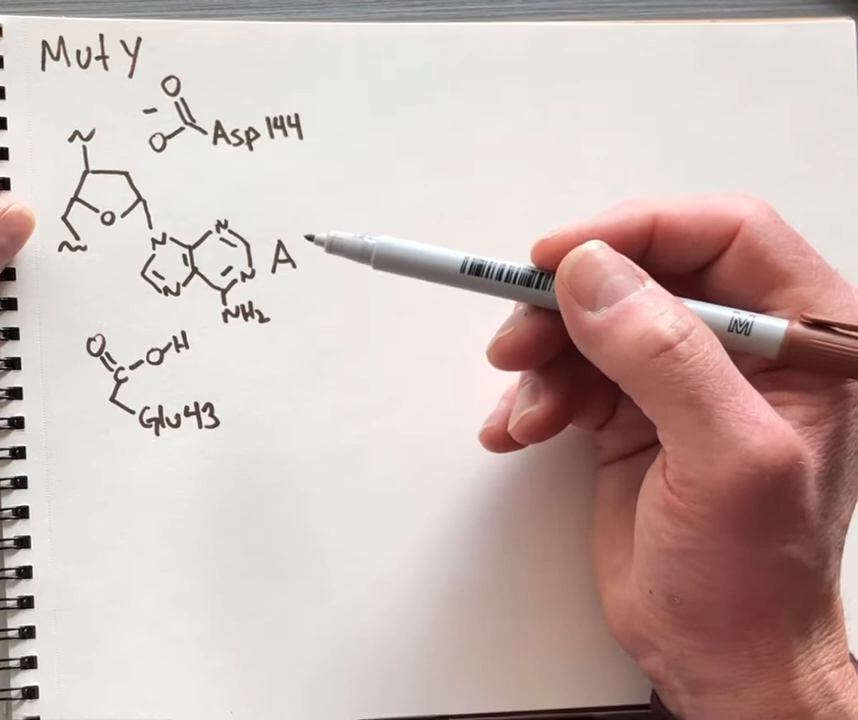 MutY
O
- O Asp 144
~
O
~
N N N N A
NH₂
O O-H
C
Glu43
M